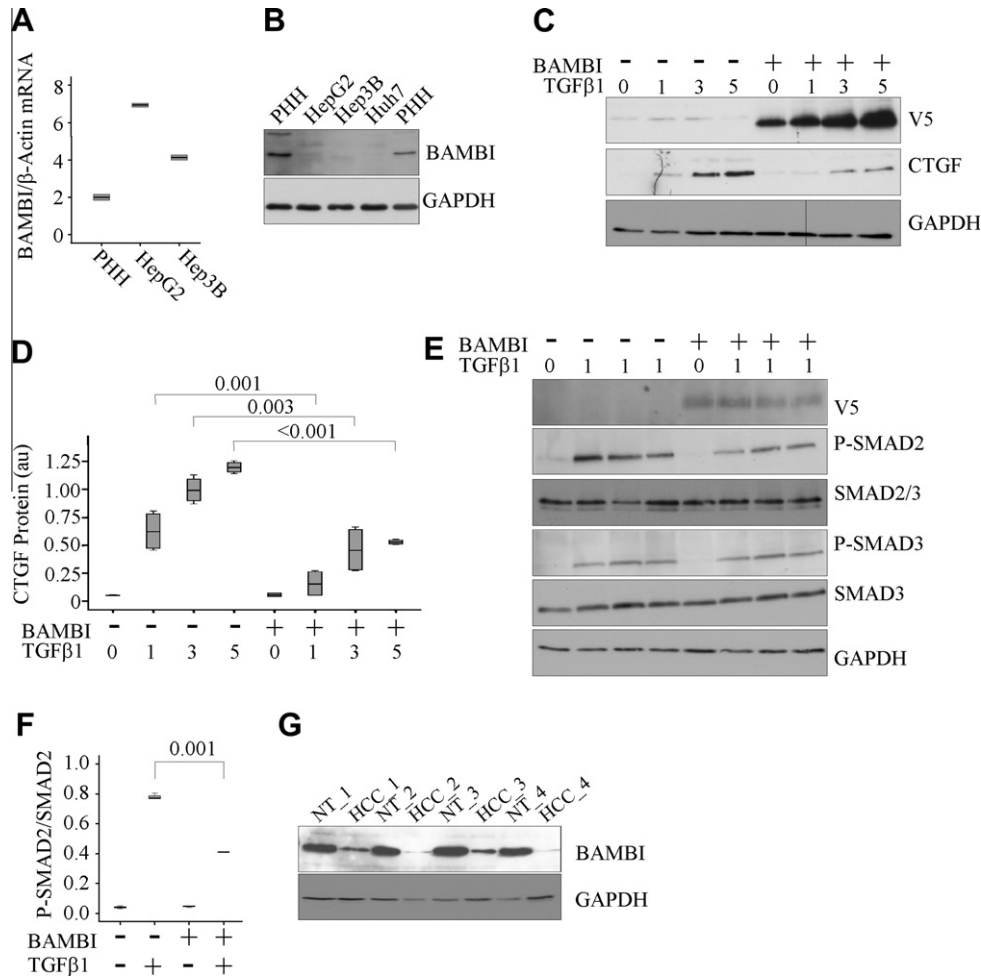 A
BAMBI/β-Actin mRNA
8
6
4
2
0
PHH
HepG2
Hep3B
B
PHH
HepG2
Hep3B
Huh7
PHH
BAMBI
GAPDH
C
BAMBI - - - - + + + +
TGFβ1 0 1 3 5 0 1 3 5
V5
CTGF
GAPDH
D
0.001
0.003
<0.001
CTGF Protein (au)
1.25
1.00
0.75
0.50
0.25
0
BAMBI - - - - + + + +
TGFβ1 0 1 3 5 0 1 3 5
E
BAMBI - - - - + + + +
TGFβ1 0 1 1 1 0 1 1 1
V5
P-SMAD2
SMAD2/3
P-SMAD3
SMAD3
GAPDH
F
0.001
P-SMAD2/SMAD2
1.0
0.8
0.6
0.4
0.2
0.0
BAMBI - - + +
TGFβ1 - + - +
G
NT_1
HCC_1
NT_2
HCC_2
NT_3
HCC_3
NT_4
HCC_4
BAMBI
GAPDH